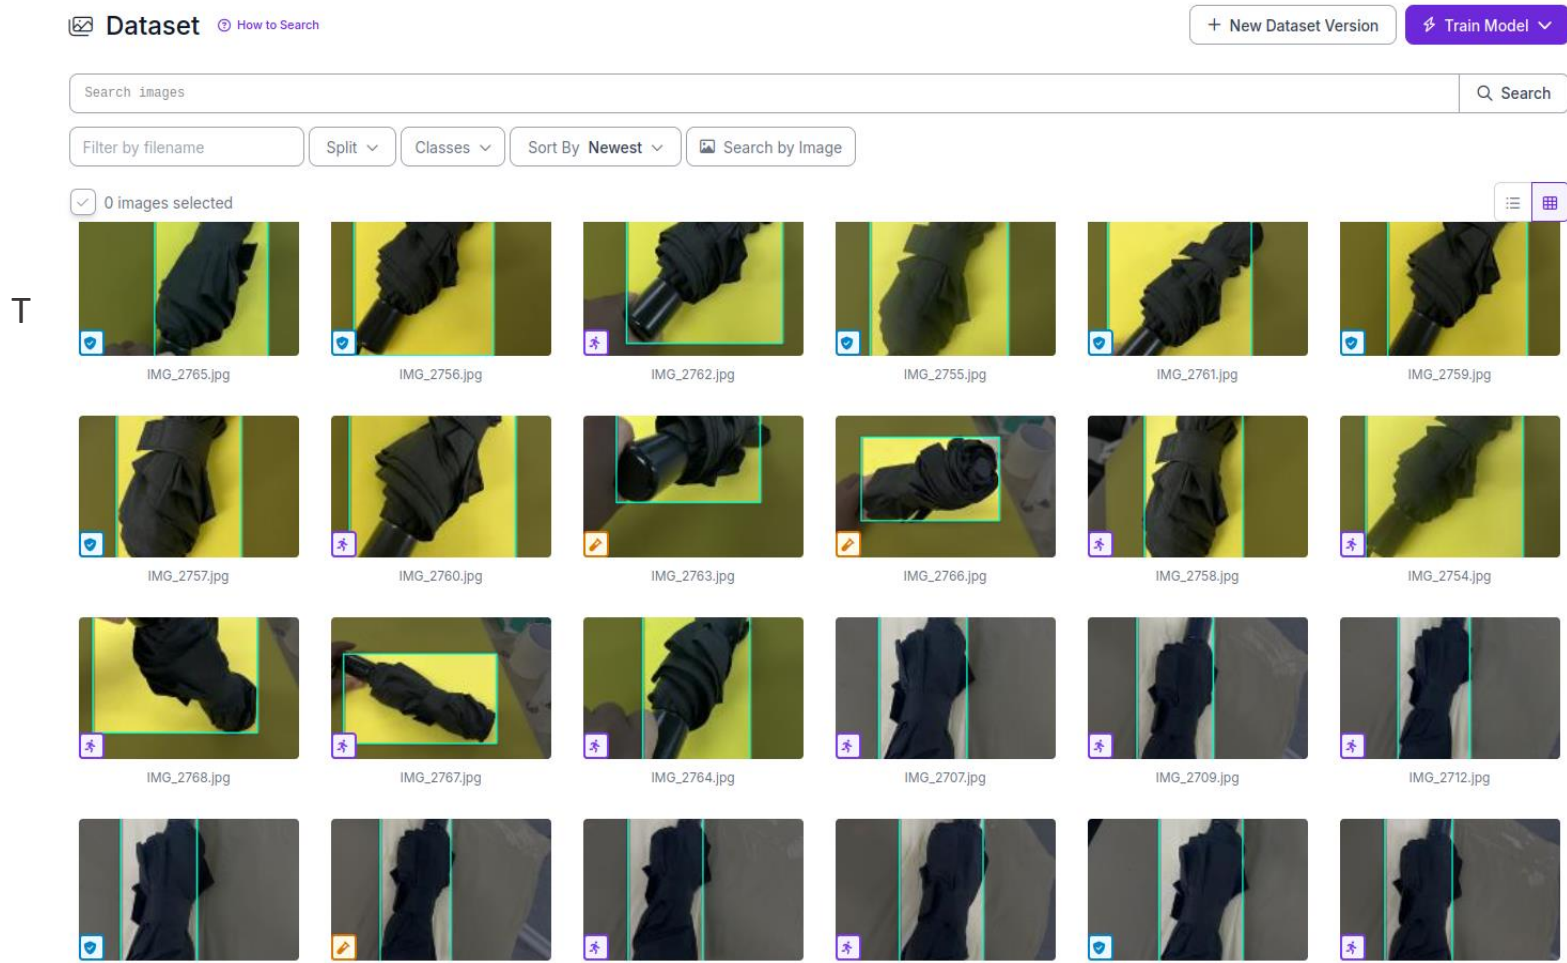 Dataset
How to Search
New Dataset Version
Train Model
Search images
Search
Filter by filename
Split
Classes
Sort By Newest
Search by Image
0 images selected
T
IMG_2765.jpg
IMG_2756.jpg
IMG_2762.jpg
IMG_2755.jpg
IMG_2761.jpg
IMG_2759.jpg
IMG_2757.jpg
IMG_2760.jpg
IMG_2763.jpg
IMG_2766.jpg
IMG_2758.jpg
IMG_2754.jpg
IMG_2768.jpg
IMG_2767.jpg
IMG_2764.jpg
IMG_2707.jpg
IMG_2709.jpg
IMG_2712.jpg